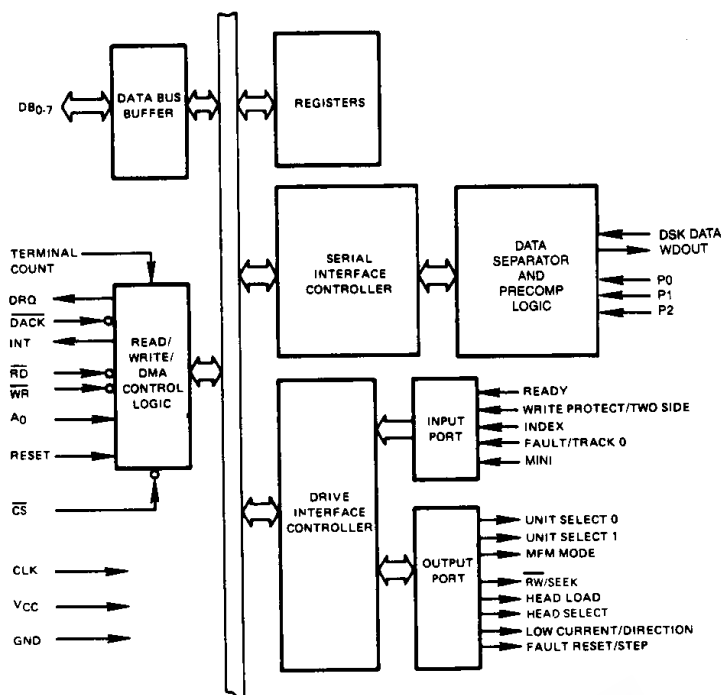 DB0-7
DATA BUS
BUFFER
REGISTERS
TERMINAL
COUNT
DRQ
DACK
INT
RD
WR
A0
RESET
CS
READ/
WRITE/
DMA
CONTROL
LOGIC
SERIAL
INTERFACE
CONTROLLER
DATA
SEPARATOR
AND
PRECOMP
LOGIC
DSK DATA
WDOUT
P0
P1
P2
DRIVE
INTERFACE
CONTROLLER
INPUT
PORT
READY
WRITE PROTECT/TWO SIDE
INDEX
FAULT/TRACK 0
MINI
OUTPUT
PORT
UNIT SELECT 0
UNIT SELECT 1
MFM MODE
RW/SEEK
HEAD LOAD
HEAD SELECT
LOW CURRENT/DIRECTION
FAULT RESET/STEP
CLK
VCC
GND